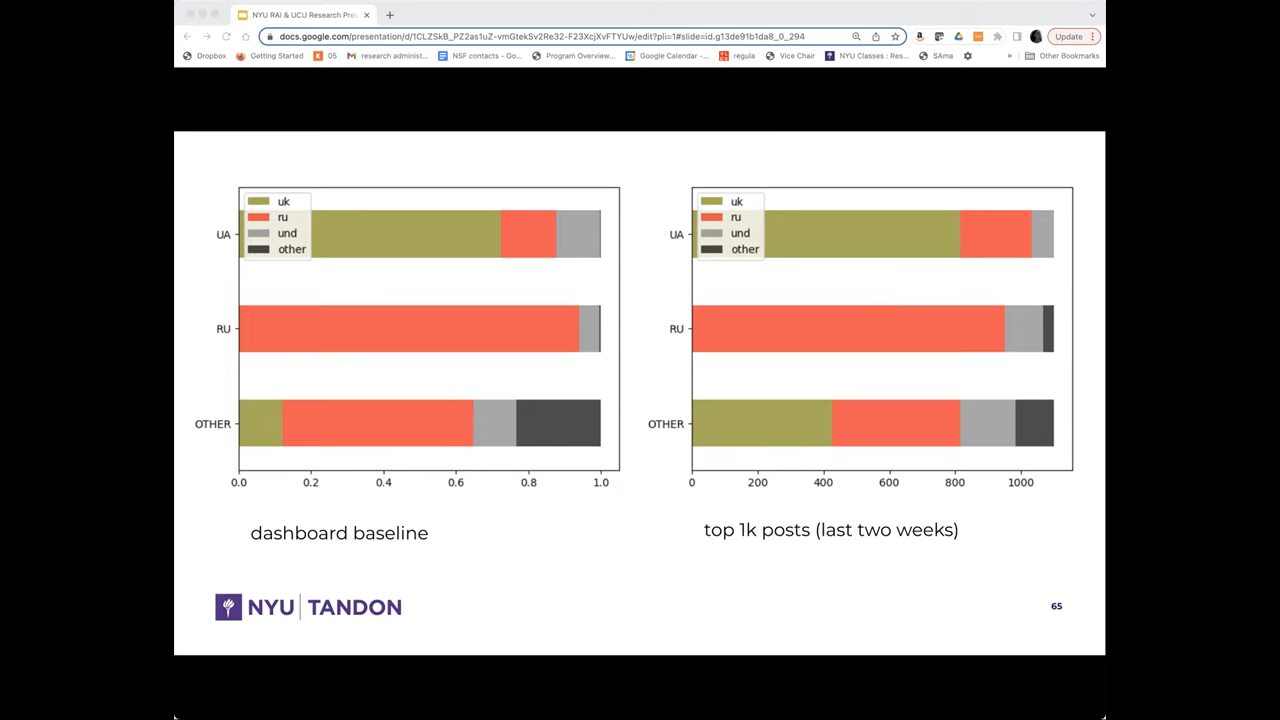 NYU RAI & UCU Research Pre
docs.google.com/presentation/d/1CLZSkB_PZ2as1uZ-vmGtekSv2Re32-F23XcjXvFTYUw/edit?pli=1#slide=id.g13de91b1da8_0_294
Update
Dropbox Getting Started 05 research administ... NSF contacts - Go... Program Overview... Google Calendar -... regula Vice Chair NYU Classes : Res... SAma » Other Bookmarks
uk
ru
und
other
UA
RU
OTHER
0.0 0.2 0.4 0.6 0.8 1.0
dashboard baseline
uk
ru
und
other
UA
RU
OTHER
0 200 400 600 800 1000
top 1k posts (last two weeks)
NYU TANDON
65